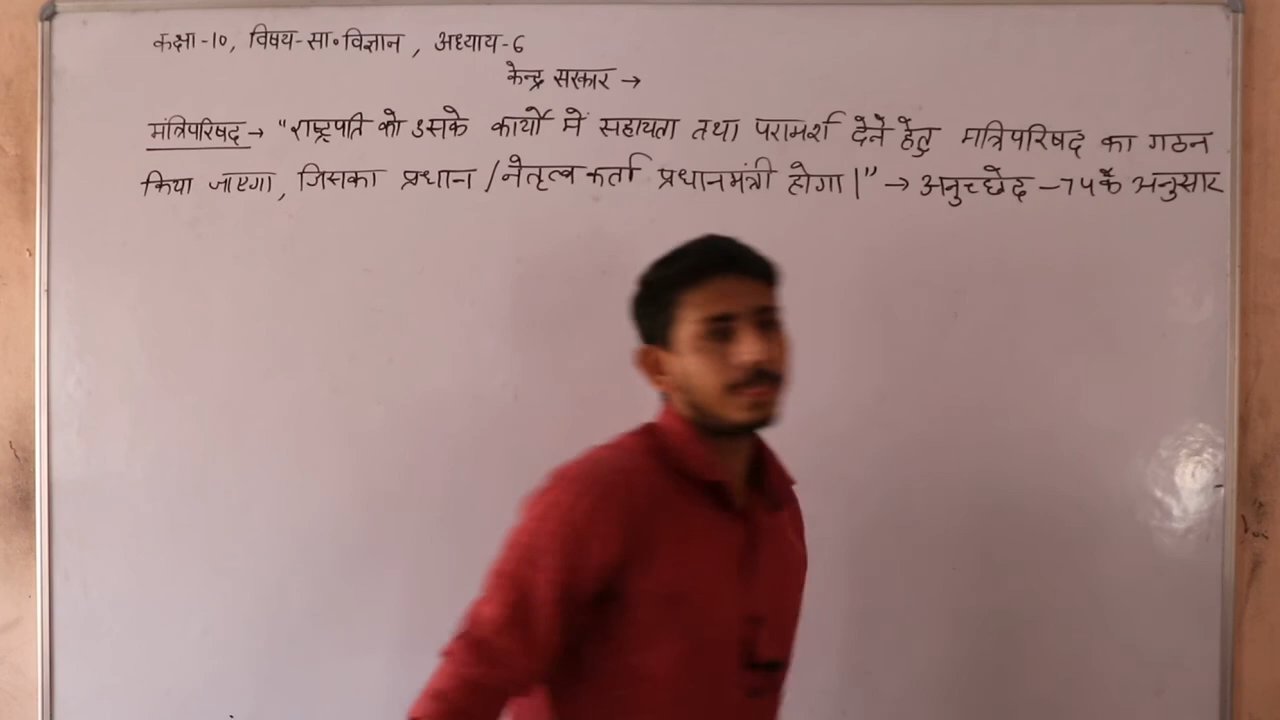 कक्षा-10, विषय-सा॰विज्ञान , अध्याय-6
केन्द्र सरकार →
मंत्रिपरिषद → "राष्ट्रपति को उसके कार्यों में सहायता तथा परामर्श देने हेतु मात्रिपरिषद का गठन
किया जाएगा, जिसका प्रधान /नेतृत्व कर्ता प्रधानमंत्री होगा|" → अनुच्छेद -74 के अनुसार